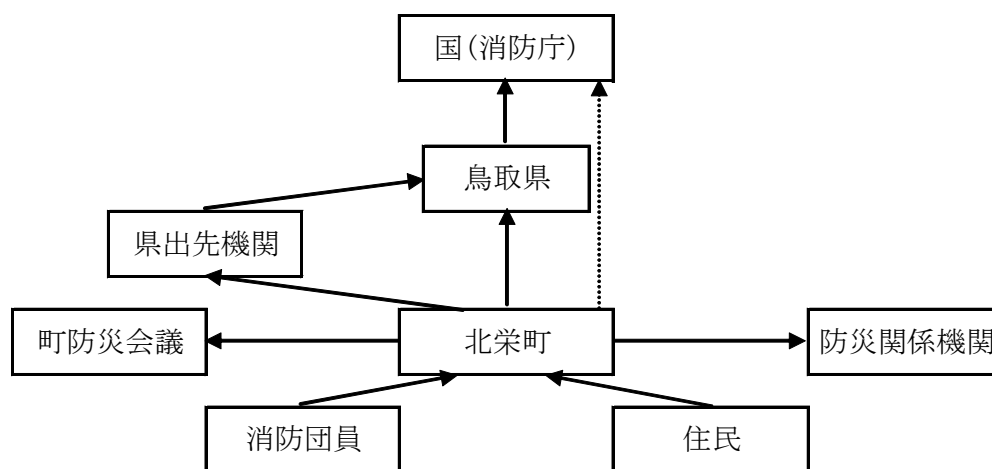 国(消防庁)
鳥取県
県出先機関
町防災会議
北栄町
防災関係機関
消防団員
住民